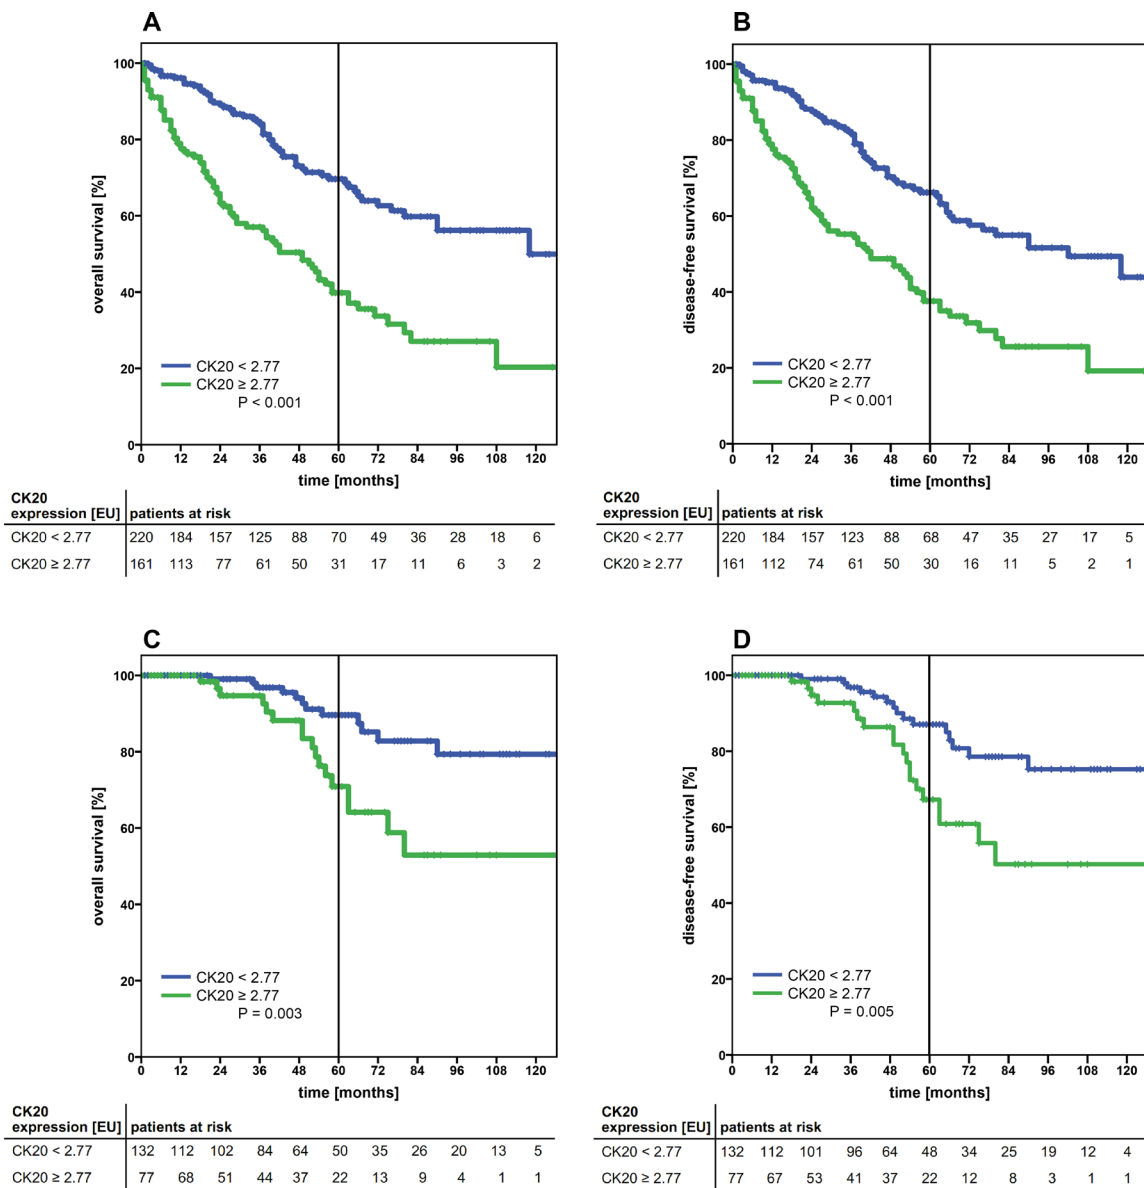 A
overall survival [%]
100
80
60
40
20
0
CK20 < 2.77
CK20 ≥ 2.77
P < 0.001
0 12 24 36 48 60 72 84 96 108 120
time [months]
CK20
expression [EU] patients at risk
CK20 < 2.77 220 184 157 125 88 70 49 36 28 18 6
CK20 ≥ 2.77 161 113 77 61 50 31 17 11 6 3 2
B
disease-free survival [%]
100
80
60
40
20
0
CK20 < 2.77
CK20 ≥ 2.77
P < 0.001
0 12 24 36 48 60 72 84 96 108 120
time [months]
CK20
expression [EU] patients at risk
CK20 < 2.77 220 184 157 123 88 68 47 35 27 17 5
CK20 ≥ 2.77 161 112 74 61 50 30 16 11 5 2 1
C
overall survival [%]
100
80
60
40
20
0
CK20 < 2.77
CK20 ≥ 2.77
P = 0.003
0 12 24 36 48 60 72 84 96 108 120
time [months]
CK20
expression [EU] patients at risk
CK20 < 2.77 132 112 102 84 64 50 35 26 20 13 5
CK20 ≥ 2.77 77 68 51 44 37 22 13 9 4 1 1
D
disease-free survival [%]
100
80
60
40
20
0
CK20 < 2.77
CK20 ≥ 2.77
P = 0.005
0 12 24 36 48 60 72 84 96 108 120
time [months]
CK20
expression [EU] patients at risk
CK20 < 2.77 132 112 101 96 64 48 34 25 19 12 4
CK20 ≥ 2.77 77 67 53 41 37 22 12 8 3 1 1